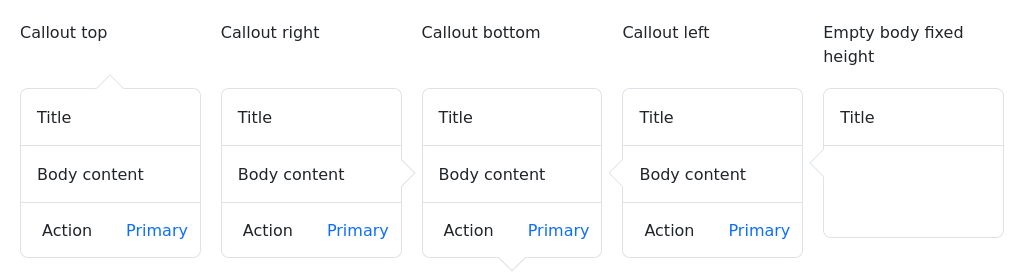 Callout top
Callout right
Callout bottom
Callout left
Empty body fixed
height
Title
Title
Title
Title
Title
Body content
Body content
Body content
Body content
Action Primary
Action Primary
Action Primary
Action Primary